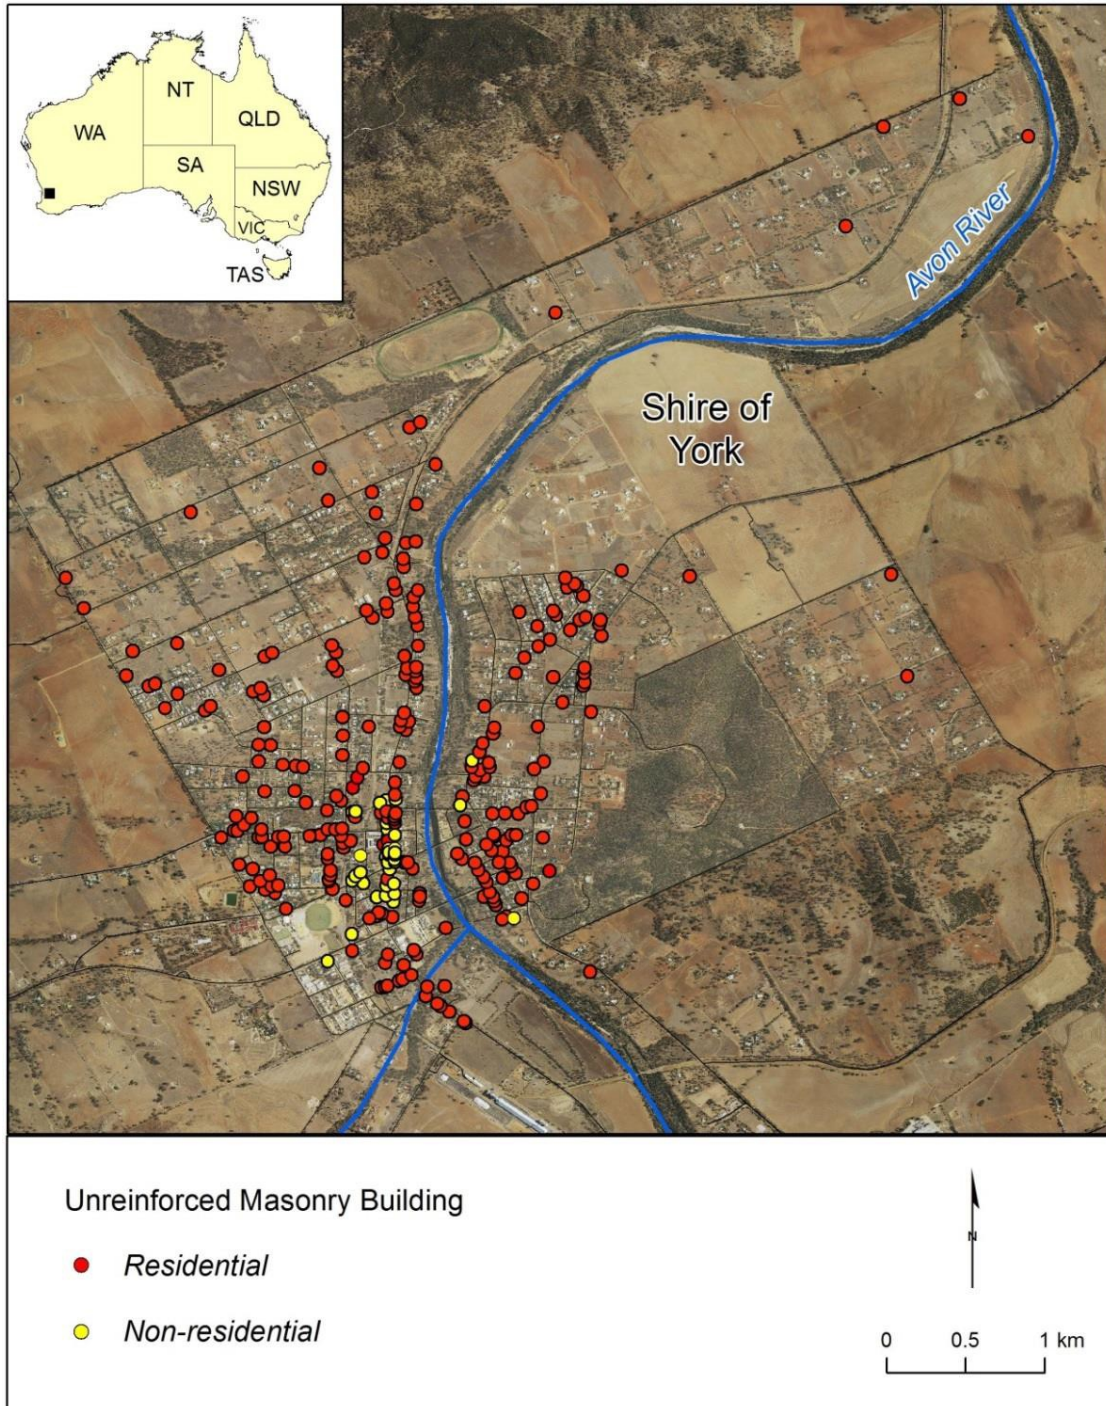 NT
WA
QLD
SA
NSW
VIC
TAS
Avon River
Shire of
York
Unreinforced Masonry Building
Residential
Non-residential
N
0 0.5 1 km